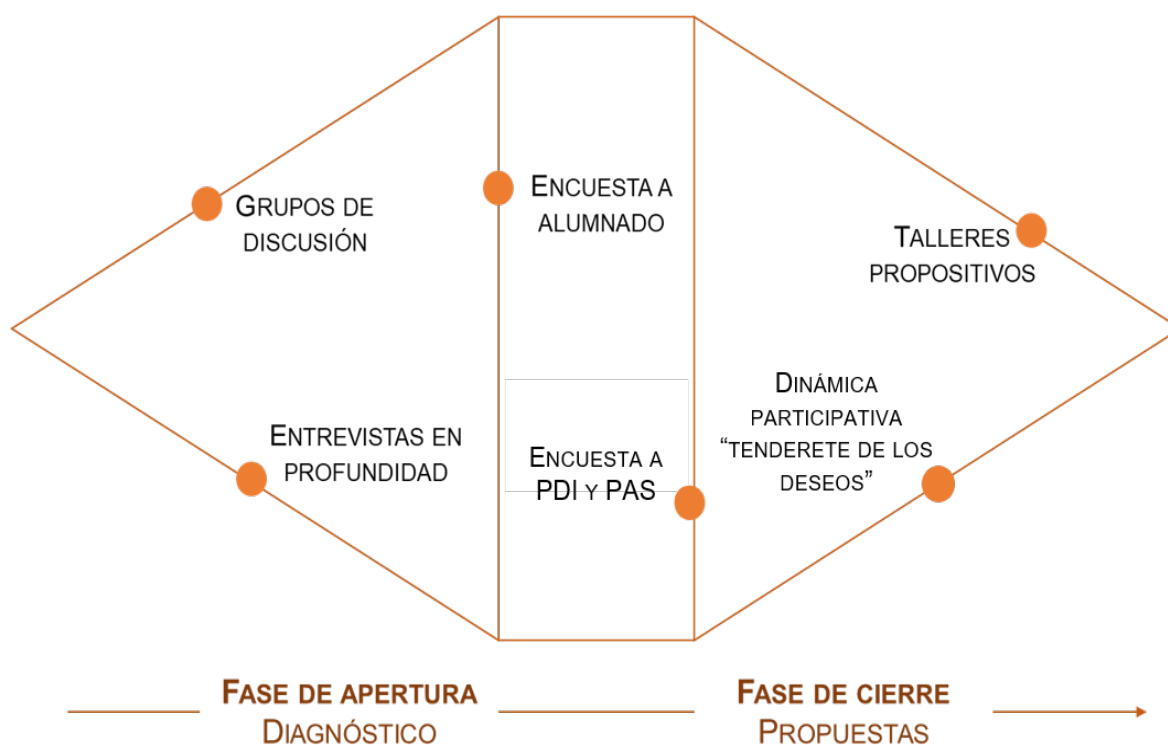 GRUPOS DE
DISCUSIÓN
ENTREVISTAS EN
PROFUNDIDAD
ENCUESTA A
ALUMNADO
ENCUESTA A
PDI Y PAS
TALLERES
PROPOSITIVOS
DINÁMICA
PARTICIPATIVA
“TENDERETE DE LOS
DESEOS”
FASE DE APERTURA
DIAGNÓSTICO
FASE DE CIERRE
PROPUESTAS